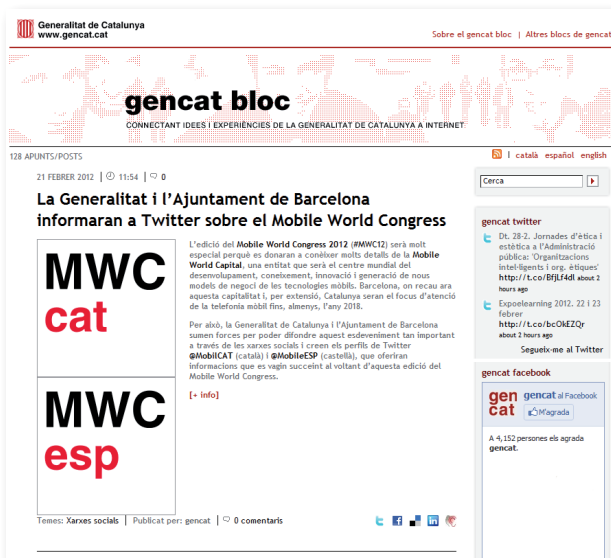 Generalitat de Catalunya
www.gencat.cat
Sobre el gencat bloc | Altres blocs de gencat
gencat bloc
CONNECTANT IDEES I EXPERIÈNCIES DE LA GENERALITAT DE CATALUNYA A INTERNET
128 APUNTS/POSTS
català español english
21 FEBRER 2012 | 11:54 | 0
La Generalitat i l'Ajuntament de Barcelona
informaran a Twitter sobre el Mobile World Congress
MWC
cat
MWC
esp
L'edició del Mobile World Congress 2012 (#MWC12) serà molt
especial perquè es donaran a conèixer molts detalls de la Mobile
World Capital, una entitat que serà el centre mundial del
desenvolupament, coneixement, innovació i generació de nous
models de negoci de les tecnologies mòbils. Barcelona, on recau ara
aquesta capitalitat i, per extensió, Catalunya seran el focus d'atenció
de la telefonia mòbil fins, almenys, l'any 2018.
Per això, la Generalitat de Catalunya i l'Ajuntament de Barcelona
sumen forces per poder difondre aquest esdeveniment tan important
a través de les xarxes socials i creen els perfils de Twitter
@MobilCAT (català) i @MobileESP (castellà), que oferiran
informacions que es vagin succeint al voltant d'aquesta edició del
Mobile World Congress.
[+ info]
Temes: Xarxes socials | Publicat per: gencat | 0 comentaris
Cerca
gencat twitter
Dt. 28-2. Jornades d'ètica i
estètica a l'Administració
pública: 'Organitzacions
intel·ligents i org. ètiques'
http://t.co/BfjLf4dl about 2
hours ago
Expoelearning 2012. 22 i 23
febrer
http://t.co/bcOkEZQr
about 2 hours ago
Segueix-me al Twitter
gencat facebook
gen
cat
gencat al Facebook
M'agrada
A 4,152 persones els agrada
gencat.